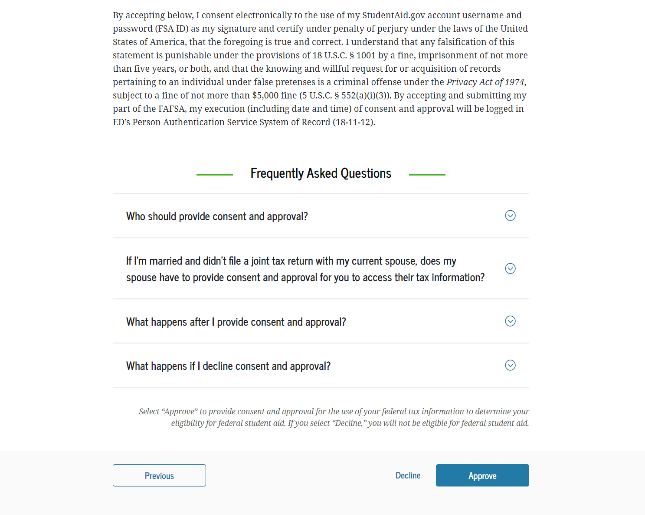 By accepting below, I consent electronically to the use of my StudentAid.gov account username and
password (FSA ID) as my signature and certify under penalty of perjury under the laws of the United
States of America, that the foregoing is true and correct. I understand that any falsification of this
statement is punishable under the provisions of 18 U.S.C. § 1001 by a fine, imprisonment of not more
than five years, or both, and that the knowing and willful request for or acquisition of records
pertaining to an individual under false pretenses is a criminal offense under the Privacy Act of 1974,
subject to a fine of not more than $5,000 fine (5 U.S.C. § 552(a)(i)(3)). By accepting and submitting my
part of the FAFSA, my execution (including date and time) of consent and approval will be logged in
ED's Person Authentication Service System of Record (18-11-12).
Frequently Asked Questions
Who should provide consent and approval?
If I'm married and didn't file a joint tax return with my current spouse, does my
spouse have to provide consent and approval for you to access their tax information?
What happens after I provide consent and approval?
What happens if I decline consent and approval?
Select "Approve" to provide consent and approval for the use of your federal tax information to determine your
eligibility for federal student aid. If you select "Decline," you will not be eligible for federal student aid.
Previous
Decline
Approve